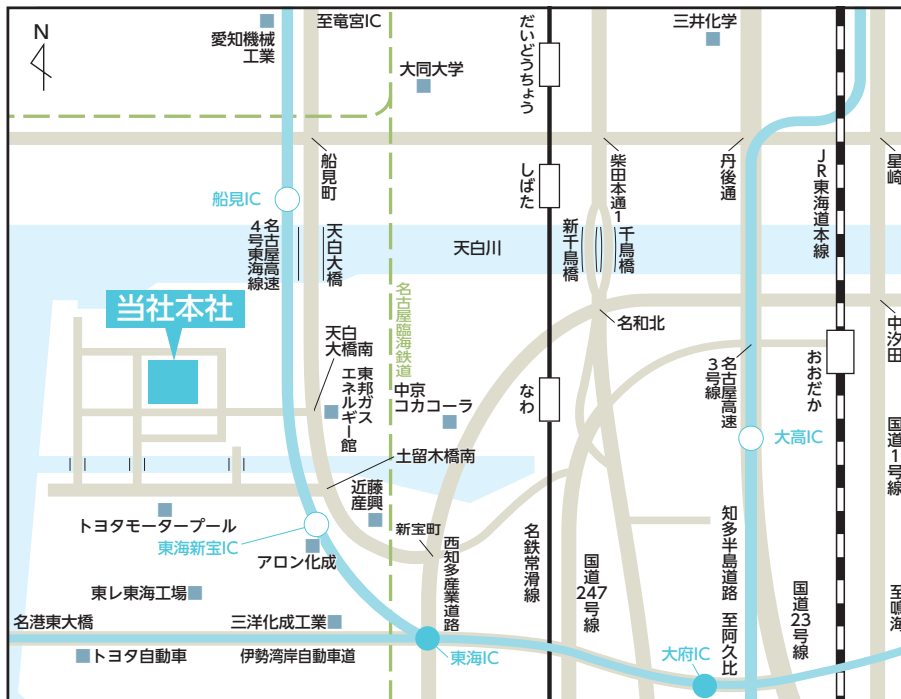 N
愛知機械
工業
至竜宮IC
大同大学
だいどうちょう
三井化学
船見町
しばた
柴田本通1
丹後通
JR東海道本線
星崎
船見IC
名古屋高速
4号東海線
天白大橋
天白川
新千鳥橋
千鳥橋
当社本社
名古屋臨海鉄道
名和北
中汐田
天白
大橋南
東邦ガス
エネルギー館
中京
コカコーラ
なわ
名古屋高速
3号線
おおだか
大高IC
国道1号線
土留木橋南
近藤
産興
トヨタモータープール
東海新宝IC
アロン化成
新宝町
西知多産業道路
名鉄常滑線
国道247号線
知多半島道路 至阿久比
国道23号線
至鳴海
東レ東海工場
名港東大橋
三洋化成工業
トヨタ自動車
伊勢湾岸自動車道
東海IC
大府IC